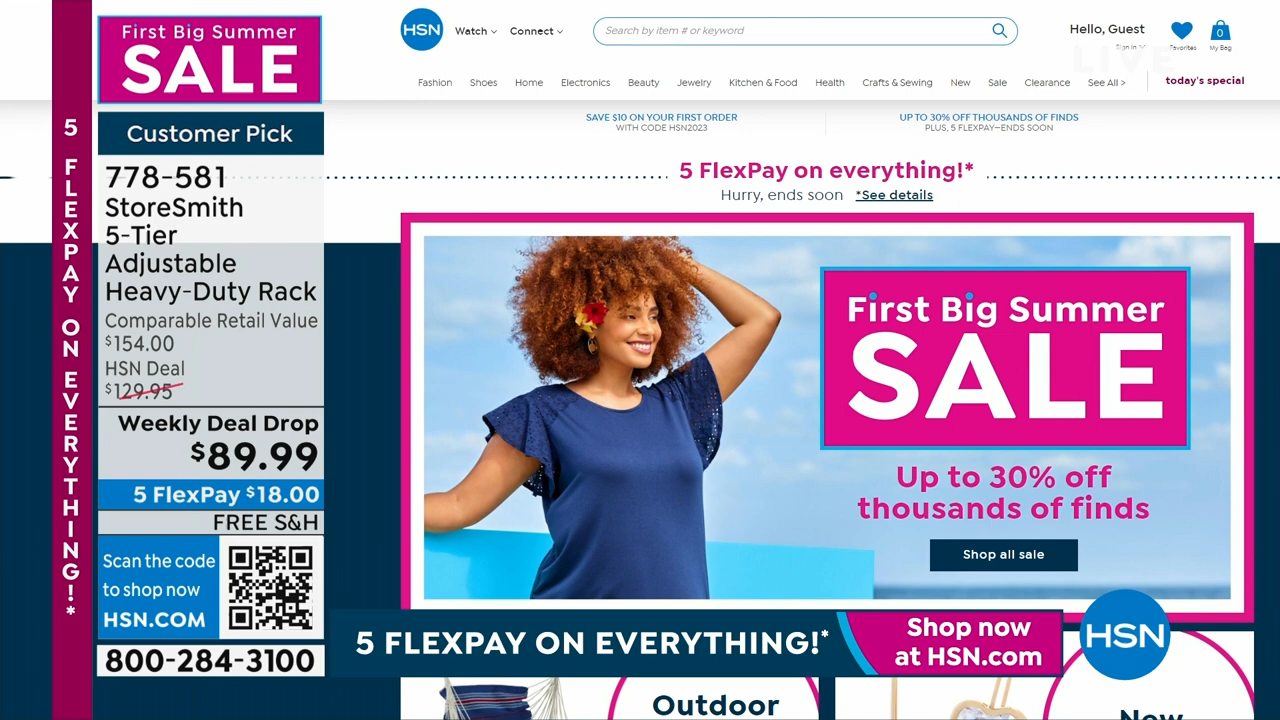 5 FLEXPAY ON EVERYTHING!*
First Big Summer
SALE
Customer Pick
778-581
StoreSmith
5-Tier
Adjustable
Heavy-Duty Rack
Comparable Retail Value
$154.00
HSN Deal
$129.95
Weekly Deal Drop
$89.99
5 FlexPay $18.00
FREE S&H
Scan the code
to shop now
HSN.COM
800-284-3100
HSN
Watch
Connect
Search by item # or keyword
Hello, Guest
Sign in
Favorites
0
My Bag
LIVE
Fashion Shoes Home Electronics Beauty Jewelry Kitchen & Food Health Crafts & Sewing New Sale Clearance See All >
today's special
SAVE $10 ON YOUR FIRST ORDER
WITH CODE HSN2023
UP TO 30% OFF THOUSANDS OF FINDS
PLUS, 5 FLEXPAY—ENDS SOON
5 FlexPay on everything!*
Hurry, ends soon *See details
First Big Summer
SALE
Up to 30% off
thousands of finds
Shop all sale
5 FLEXPAY ON EVERYTHING!*
Shop now
at HSN.com
HSN
Outdoor
New